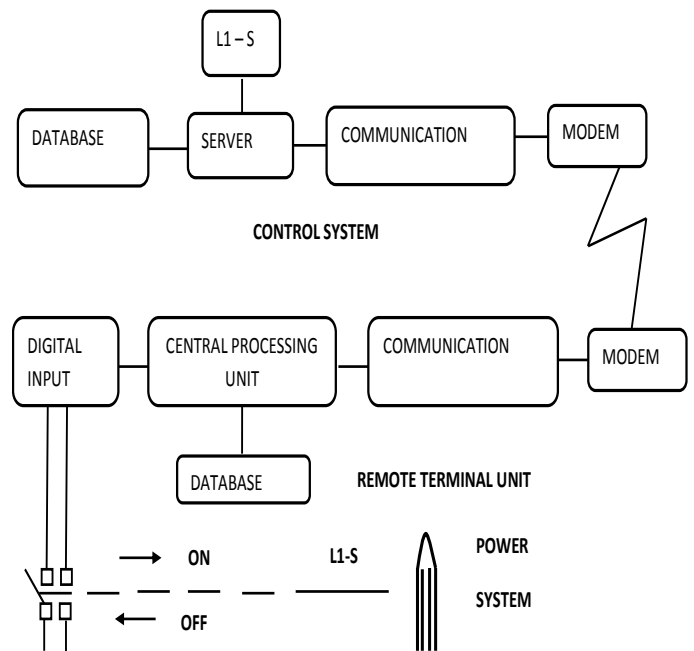 L1 – S
DATABASE
SERVER
COMMUNICATION
MODEM
CONTROL SYSTEM
DIGITAL
INPUT
CENTRAL PROCESSING
UNIT
COMMUNICATION
MODEM
DATABASE
REMOTE TERMINAL UNIT
ON
L1-S
POWER
SYSTEM
OFF